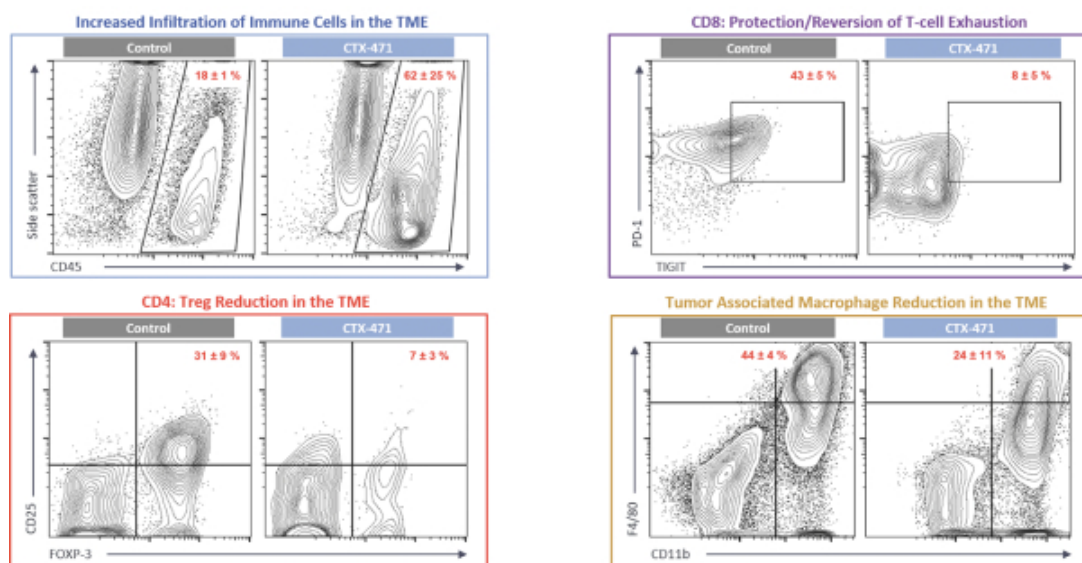 Increased Infiltration of Immune Cells in the TME
Control
CTX-471
18 ± 1 %
62 ± 25 %
Side scatter
CD45
CD8: Protection/Reversion of T-cell Exhaustion
Control
CTX-471
43 ± 5 %
8 ± 5 %
PD-1
TIGIT
CD4: Treg Reduction in the TME
Control
CTX-471
31 ± 9 %
7 ± 3 %
CD25
FOXP-3
Tumor Associated Macrophage Reduction in the TME
Control
CTX-471
44 ± 4 %
24 ± 11 %
F4/80
CD11b